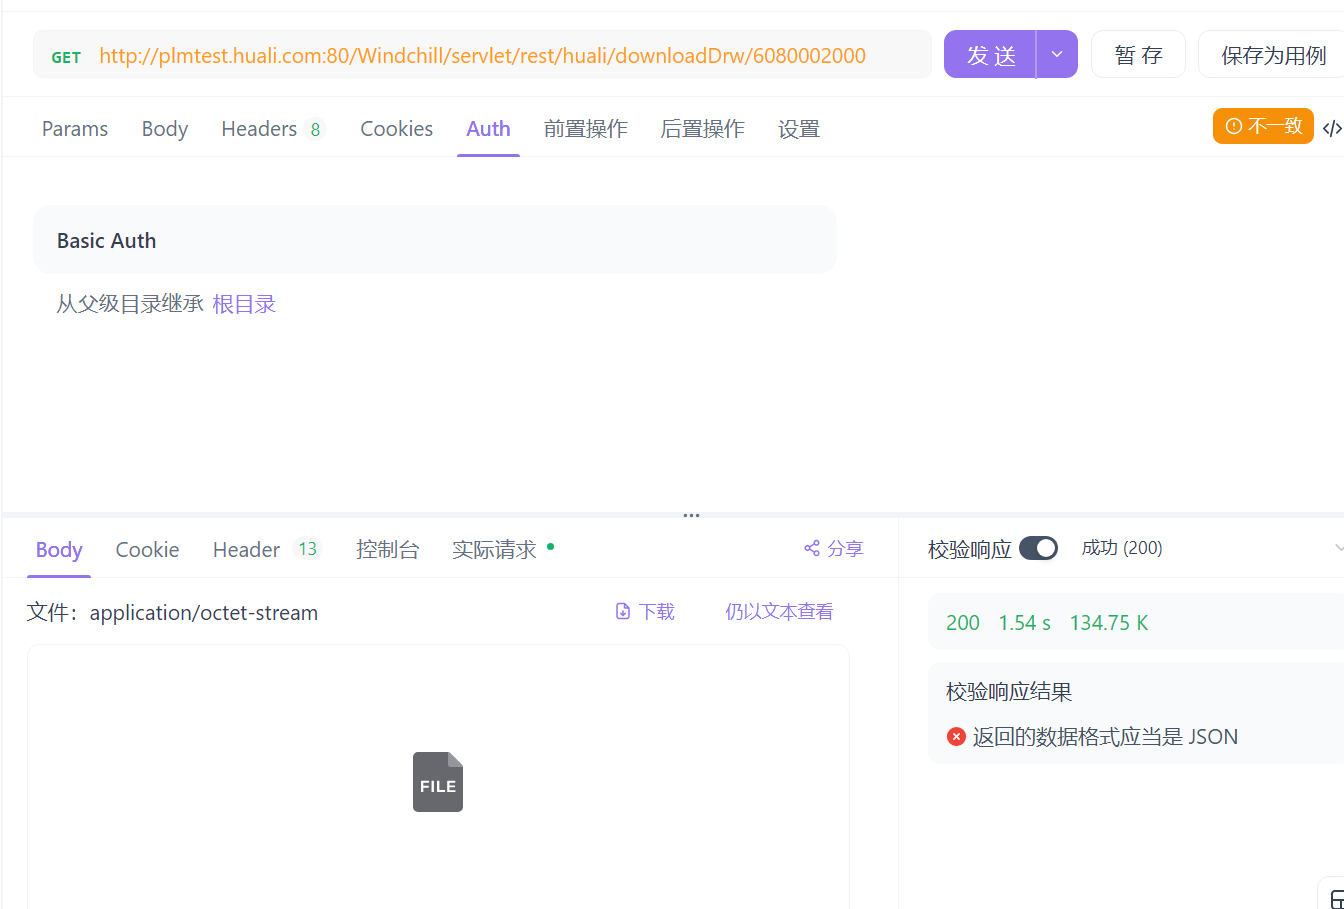 GET http://plmtest.huali.com:80/Windchill/servlet/rest/huali/downloadDrw/6080002000 发 送 暂 存 保存为用例
Params Body Headers 8 Cookies Auth 前置操作 后置操作 设置 不一致 </>
Basic Auth
从父级目录继承 根目录
Body Cookie Header 13 控制台 实际请求 分享 校验响应 成功 (200)
文件： application/octet-stream 下载 仍以文本查看
200 1.54 s 134.75 K
校验响应结果
返回的数据格式应当是 JSON
FILE